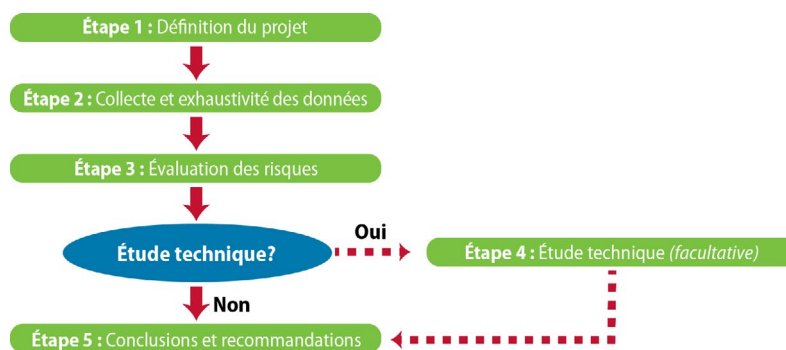 Étape 1 : Définition du projet
Étape 2 : Collecte et exhaustivité des données
Étape 3 : Évaluation des risques
Étude technique?
Oui
Étape 4 : Étude technique (facultative)
Non
Étape 5 : Conclusions et recommandations